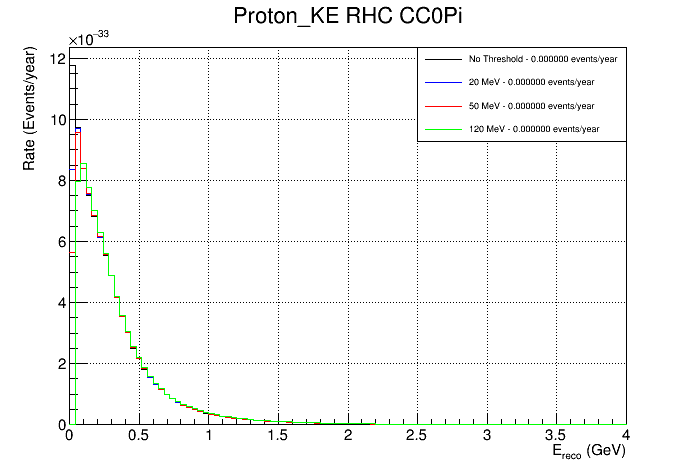 Proton_KE RHC CC0Pi
×10⁻³³
Rate (Events/year)
12
10
8
6
4
2
0
No Threshold - 0.000000 events/year
20 MeV - 0.000000 events/year
50 MeV - 0.000000 events/year
120 MeV - 0.000000 events/year
0 0.5 1 1.5 2 2.5 3 3.5 4
E_reco (GeV)